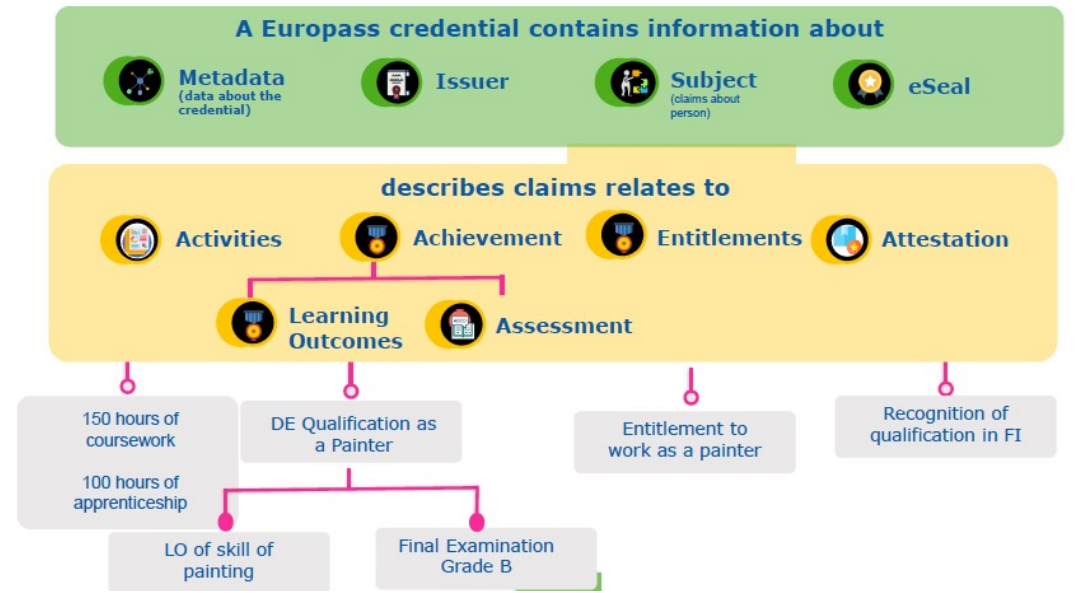 A Europass credential contains information about
Metadata
(data about the
credential)
Issuer
Subject
(claims about
person)
eSeal
describes claims relates to
Activities
Achievement
Entitlements
Attestation
Learning
Outcomes
Assessment
150 hours of
coursework
100 hours of
apprenticeship
DE Qualification as
a Painter
Entitlement to
work as a painter
Recognition of
qualification in FI
LO of skill of
painting
Final Examination
Grade B